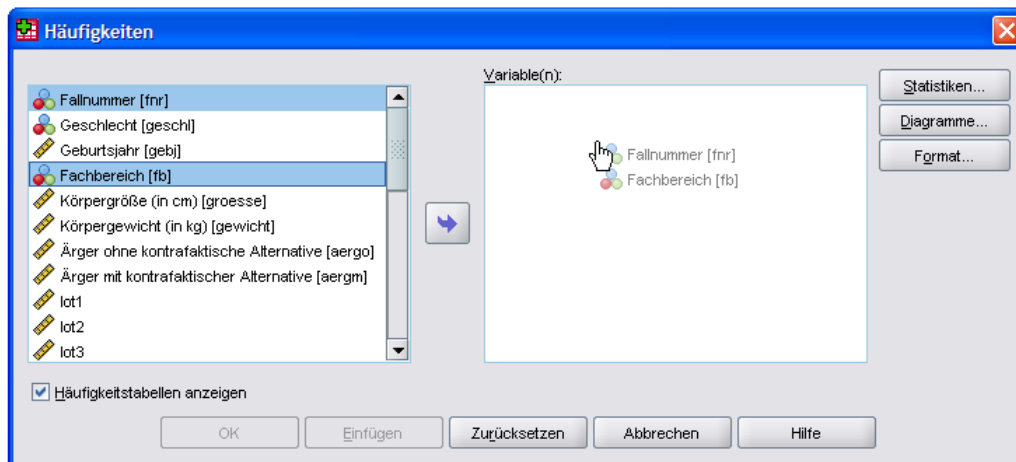 Häufigkeiten
Fallnummer [fnr]
Geschlecht [geschl]
Geburtsjahr [gebj]
Fachbereich [fb]
Körpergröße (in cm) [groesse]
Körpergewicht (in kg) [gewicht]
Ärger ohne kontrafaktische Alternative [aergo]
Ärger mit kontrafaktischer Alternative [aergm]
lot1
lot2
lot3
Variable(n):
Fallnummer [fnr]
Fachbereich [fb]
Statistiken...
Diagramme...
Format...
Häufigkeitstabellen anzeigen
OK
Einfügen
Zurücksetzen
Abbrechen
Hilfe